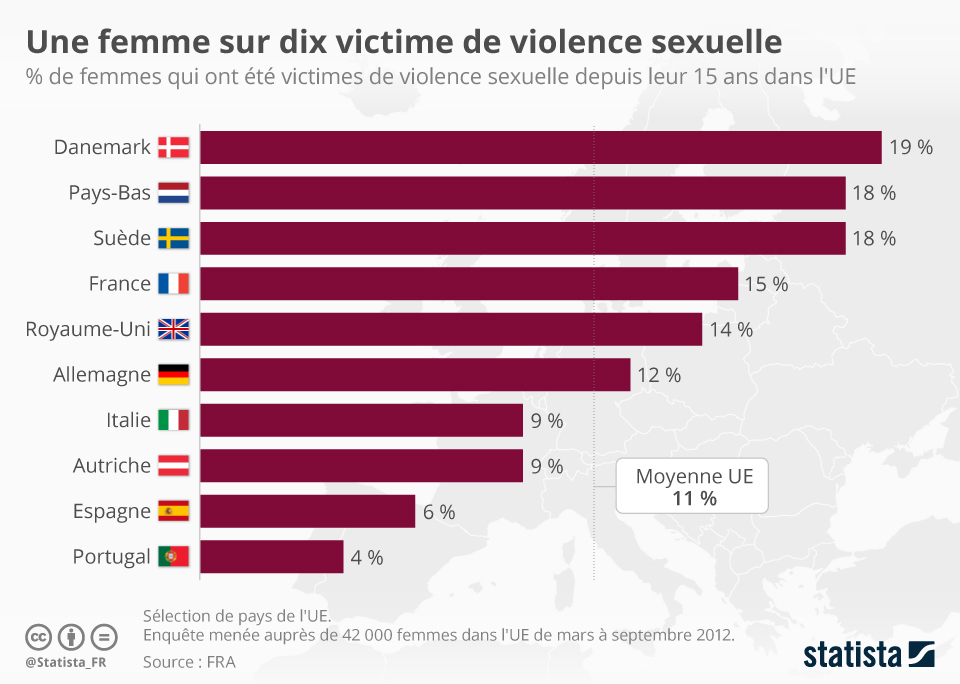 Une femme sur dix victime de violence sexuelle
% de femmes qui ont été victimes de violence sexuelle depuis leur 15 ans dans l'UE
Danemark 19 %
Pays-Bas 18 %
Suède 18 %
France 15 %
Royaume-Uni 14 %
Allemagne 12 %
Italie 9 %
Autriche 9 %
Moyenne UE
11 %
Espagne 6 %
Portugal 4 %
Sélection de pays de l'UE.
Enquête menée auprès de 42 000 femmes dans l'UE de mars à septembre 2012.
Source : FRA
cc
@Statista_FR
statista